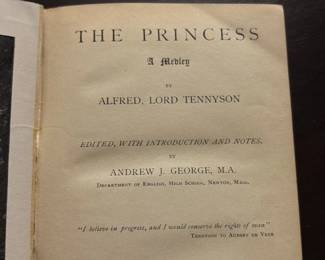 THE PRINCESS
A Medley
BY
ALFRED, LORD TENNYSON
EDITED, WITH INTRODUCTION AND NOTES,
BY
ANDREW J. GEORGE, M.A.
DEPARTMENT OF ENGLISH, HIGH SCHOOL, NEWTON, MASS.
"I believe in progress, and I would conserve the rights of man"
TENNYSON TO AUBREY DE VERE